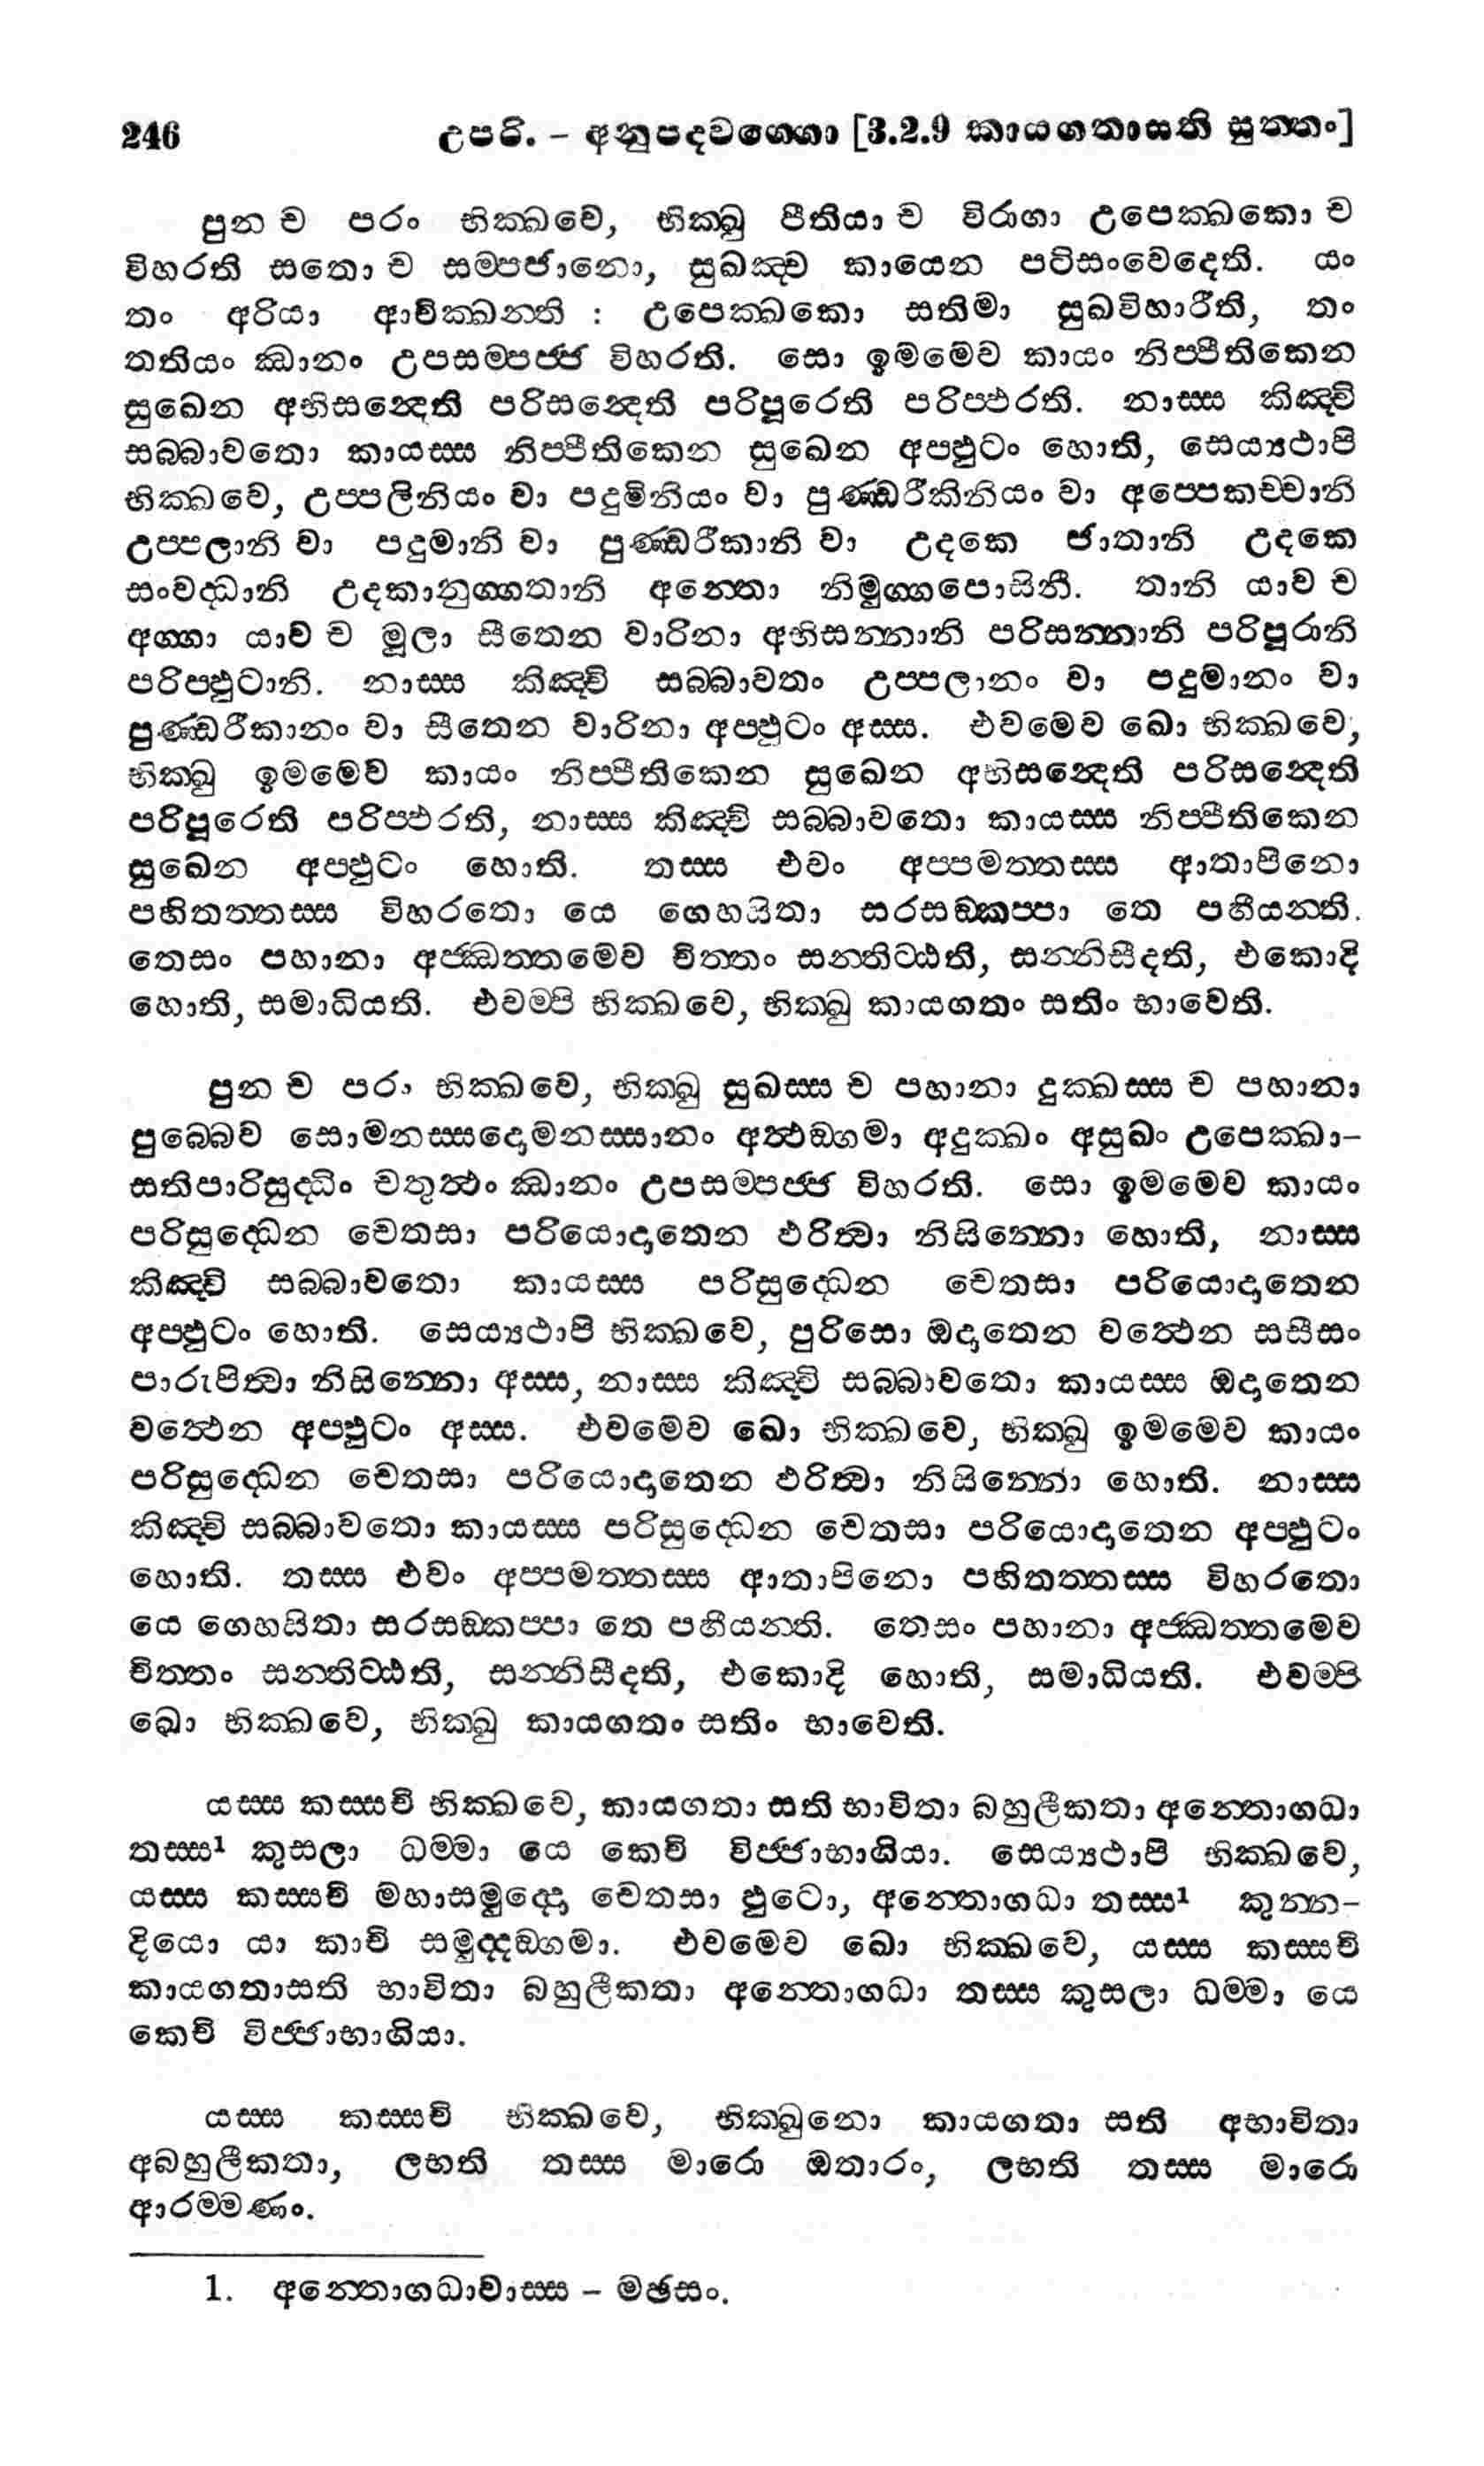 246 උපරි. – අනුපදවග්ගො [3.2.9 කායගතාසති සුත්තං]
පුන ච පරං භික්ඛවෙ, භික්ඛු පීතියා ච විරාගා උපෙක්ඛකො ච
විහරති සතො ච සම්පජානො, සුඛඤ්ච කායෙන පටිසංවෙදෙති. යං
තං අරියා ආචික්ඛන්ති : උපෙක්ඛකො සතිමා සුඛවිහාරීති, තං
තතියං ඣානං උපසම්පජ්ජ විහරති. සො ඉමමේව කායං නිප්පීතිකෙන
සුඛෙන අභිසන්දෙති පරිසන්දෙති පරිපූරෙති පරිප්ඵරති. නාස්ස කිඤ්චි
සබ්බාවතො කායස්ස නිප්පීතිකෙන සුඛෙන අප්ඵුටං හොති, සෙය්‍යථාපි
භික්ඛවෙ, උප්පලිනියං වා පදුමිනියං වා පුණ්ඩරීකිනියං වා අප්පෙකච්චානි
උප්පලානි වා පදුමානි වා පුණ්ඩරීකානි වා උදකෙ ජාතානි උදකෙ
සංවද්ධානි උදකානුග්ගතානි අන්තො නිමුග්ගපොසිනී. තානි යාව ච
අග්ගා යාව ච මූලා සීතෙන වාරිනා අභිසන්නානි පරිසන්නානි පරිපූරානි
පරිප්ඵුටානි. නාස්ස කිඤ්චි සබ්බාවතං උප්පලානං වා පදුමානං වා
පුණ්ඩරීකානං වා සීතෙන වාරිනා අප්ඵුටං අස්ස. එවමෙව ඛො භික්ඛවෙ,
භික්ඛු ඉමමෙව කායං නිප්පීතිකෙන සුඛෙන අභිසන්දෙති පරිසන්දෙති
පරිපූරෙති පරිප්ඵරති, නාස්ස කිඤ්චි සබ්බාවතො කායස්ස නිප්පීතිකෙන
සුඛෙන අප්ඵුටං හොති. තස්ස එවං අප්පමත්තස්ස ආතාපිනො
පහිතත්තස්ස විහරතො යෙ ගෙහසිතා සරසඞ්කප්පා තෙ පහීයන්ති.
තෙසං පහානා අජ්ඣත්තමෙව චිත්තං සන්තිට්ඨති, සන්නිසීදති, එකොදි
හොති, සමාධියති. එවම්පි භික්ඛවෙ, භික්ඛු කායගතං සතිං භාවෙති.
පුන ච පරං භික්ඛවෙ, භික්ඛු සුඛස්ස ච පහානා දුක්ඛස්ස ච පහානා
පුබ්බෙව සොමනස්සදොමනස්සානං අත්ථඞ්ගමා අදුක්ඛං අසුඛං උපෙක්ඛා–
සතිපාරිසුද්ධිං චතුත්ථං ඣානං උපසම්පජ්ජ විහරති. සො ඉමමෙව කායං
පරිසුද්ධෙන චෙතසා පරියොදාතෙන ඵරිත්වා නිසින්නො හොති, නාස්ස
කිඤ්චි සබ්බාවතො කායස්ස පරිසුද්ධෙන චෙතසා පරියොදාතෙන
අප්ඵුටං හොති. සෙය්‍යථාපි භික්ඛවෙ, පුරිසො ඔදාතෙන වත්ථෙන සසීසං
පාරුපිත්වා නිසින්නො අස්ස, නාස්ස කිඤ්චි සබ්බාවතො කායස්ස ඔදාතෙන
වත්ථෙන අප්ඵුටං අස්ස. එවමෙව ඛො භික්ඛවෙ, භික්ඛු ඉමමෙව කායං
පරිසුද්ධෙන චෙතසා පරියොදාතෙන ඵරිත්වා නිසින්නො හොති. නාස්ස
කිඤ්චි සබ්බාවතො කායස්ස පරිසුද්ධෙන චෙතසා පරියොදාතෙන අප්ඵුටං
හොති. තස්ස එවං අප්පමත්තස්ස ආතාපිනො පහිතත්තස්ස විහරතො
යෙ ගෙහසිතා සරසඞ්කප්පා තෙ පහීයන්ති. තෙසං පහානා අජ්ඣත්තමෙව
චිත්තං සන්තිට්ඨති, සන්නිසීදති, එකොදි හොති, සමාධියති. එවම්පි
ඛො භික්ඛවෙ, භික්ඛු කායගතං සතිං භාවෙති.
යස්ස කස්සචි භික්ඛවෙ, කායගතා සති භාවිතා බහුලීකතා අන්තොගධා
තස්ස¹ කුසලා ධම්මා යෙ කෙචි විජ්ජාභාගියා. සෙය්‍යථාපි භික්ඛවෙ,
යස්ස කස්සචි මහාසමුද්දො චෙතසා ඵුටො, අන්තොගධා තස්ස¹ කුන්න–
දියො යා කාචි සමුද්දඞ්ගමා. එවමෙව ඛො භික්ඛවෙ, යස්ස කස්සචි
කායගතාසති භාවිතා බහුලීකතා අන්තොගධා තස්ස කුසලා ධම්මා යෙ
කෙචි විජ්ජාභාගියා.
යස්ස කස්සචි භික්ඛවෙ, භික්ඛුනො කායගතා සති අභාවිතා
අබහුලීකතා, ලභති තස්ස මාරො ඔතාරං, ලභති තස්ස මාරො
ආරම්මණං.
1. අන්තොගධාවාස්ස – මඡසං.